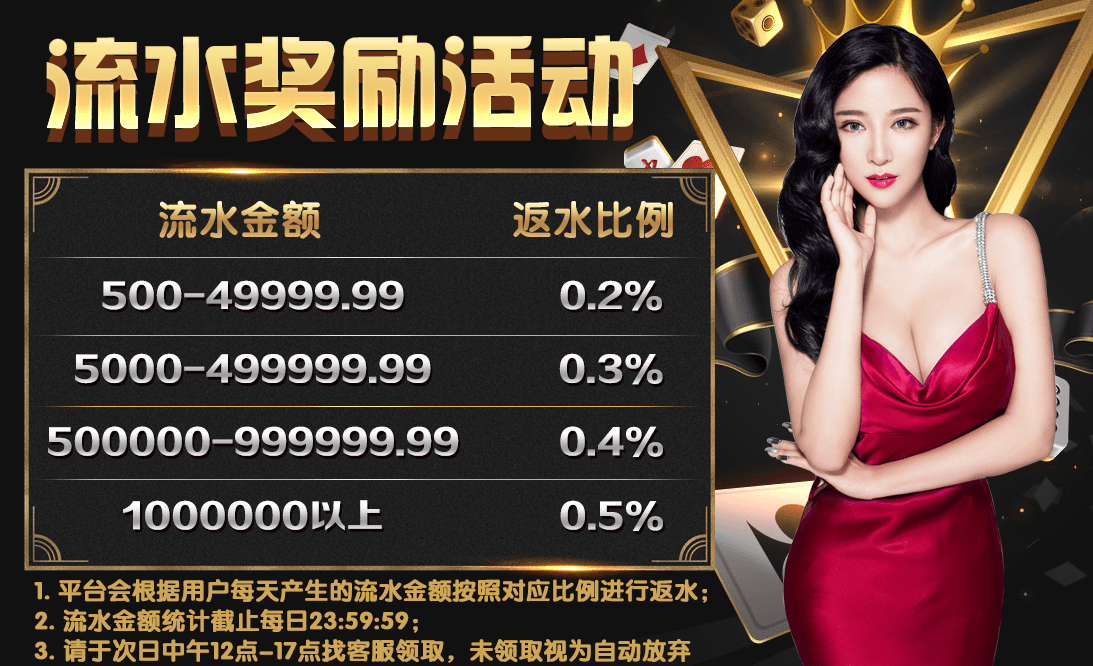 流水奖励活动
流水金额 返水比例
500-49999.99 0.2%
5000-499999.99 0.3%
500000-999999.99 0.4%
1000000以上 0.5%
1. 平台会根据用户每天产生的流水金额按照对应比例进行返水；
2. 流水金额统计截止每日23:59:59；
3. 请于次日中午12点-17点找客服领取，未领取视为自动放弃